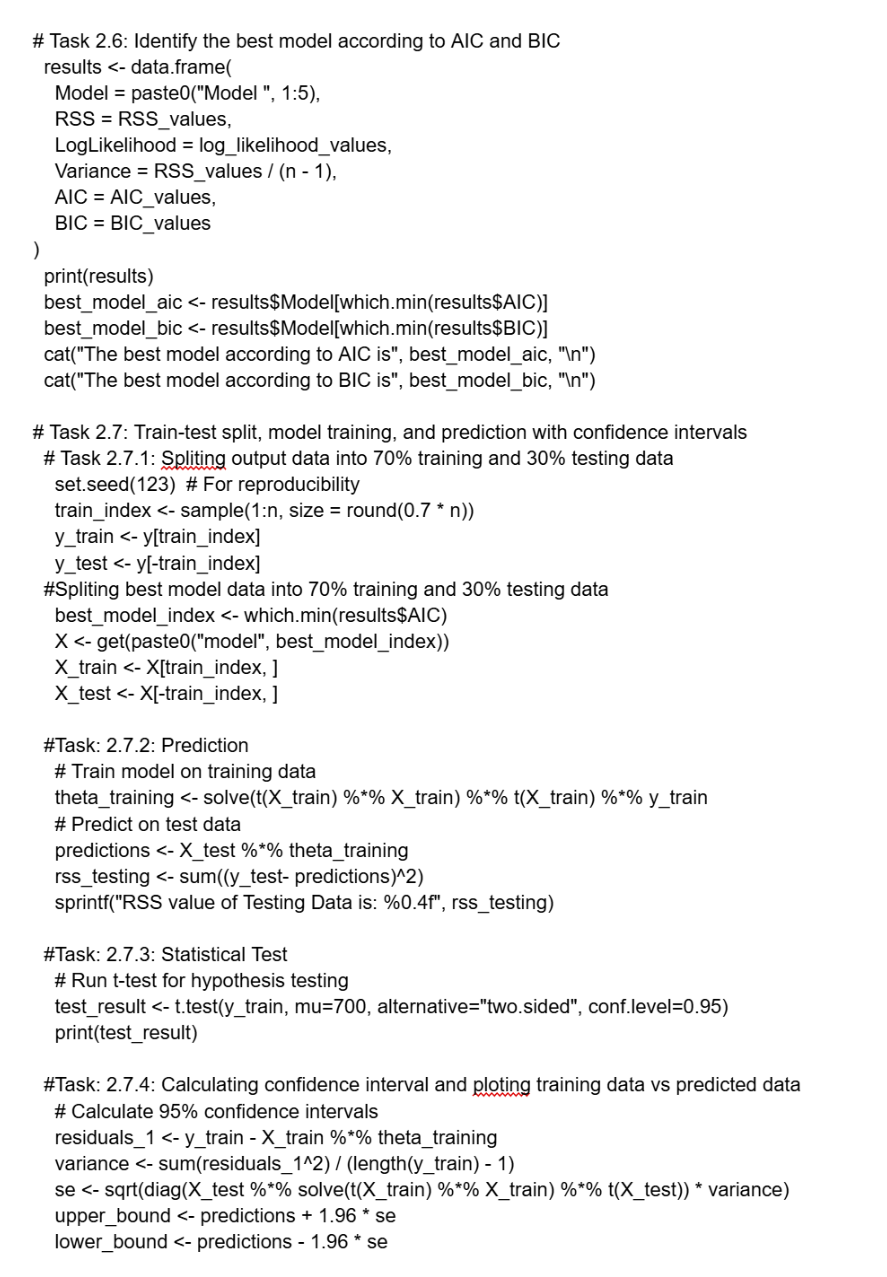 # Task 2.6: Identify the best model according to AIC and BIC
results <- data.frame(
Model = paste0("Model ", 1:5),
RSS = RSS_values,
LogLikelihood = log_likelihood_values,
Variance = RSS_values / (n - 1),
AIC = AIC_values,
BIC = BIC_values
)
print(results)
best_model_aic <- results$Model[which.min(results$AIC)]
best_model_bic <- results$Model[which.min(results$BIC)]
cat("The best model according to AIC is", best_model_aic, "\n")
cat("The best model according to BIC is", best_model_bic, "\n")
# Task 2.7: Train-test split, model training, and prediction with confidence intervals
# Task 2.7.1: Spliting output data into 70% training and 30% testing data
set.seed(123) # For reproducibility
train_index <- sample(1:n, size = round(0.7 * n))
y_train <- y[train_index]
y_test <- y[-train_index]
#Spliting best model data into 70% training and 30% testing data
best_model_index <- which.min(results$AIC)
X <- get(paste0("model", best_model_index))
X_train <- X[train_index, ]
X_test <- X[-train_index, ]
#Task: 2.7.2: Prediction
# Train model on training data
theta_training <- solve(t(X_train) %*% X_train) %*% t(X_train) %*% y_train
# Predict on test data
predictions <- X_test %*% theta_training
rss_testing <- sum((y_test- predictions)^2)
sprintf("RSS value of Testing Data is: %0.4f", rss_testing)
#Task: 2.7.3: Statistical Test
# Run t-test for hypothesis testing
test_result <- t.test(y_train, mu=700, alternative="two.sided", conf.level=0.95)
print(test_result)
#Task: 2.7.4: Calculating confidence interval and ploting training data vs predicted data
# Calculate 95% confidence intervals
residuals_1 <- y_train - X_train %*% theta_training
variance <- sum(residuals_1^2) / (length(y_train) - 1)
se <- sqrt(diag(X_test %*% solve(t(X_train) %*% X_train) %*% t(X_test)) * variance)
upper_bound <- predictions + 1.96 * se
lower_bound <- predictions - 1.96 * se